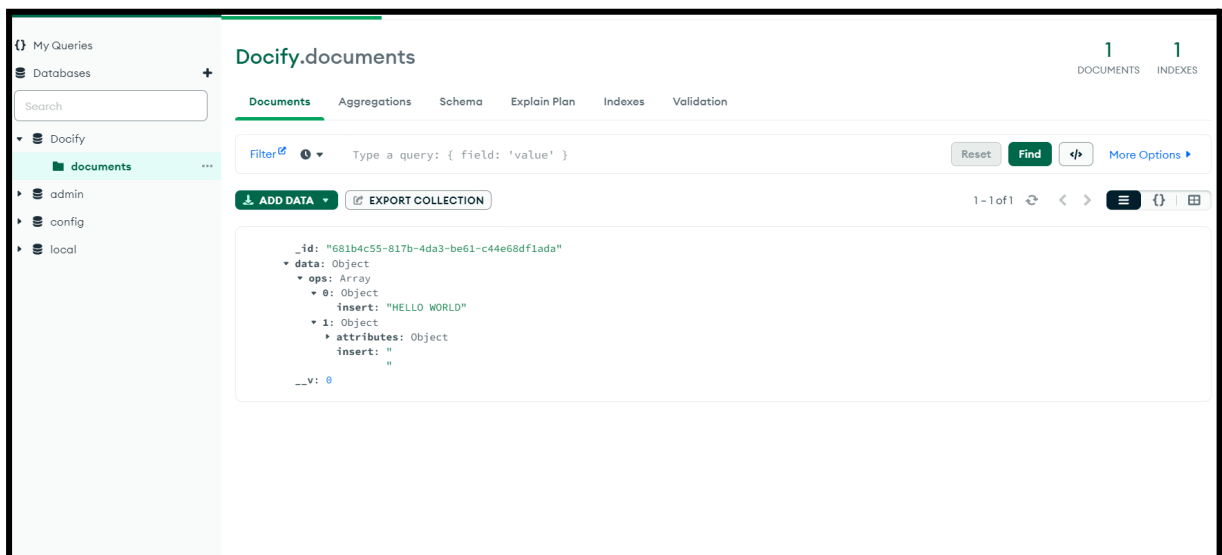 {} My Queries
Databases +
Search
Docify
documents ...
admin
config
local
Docify.documents
1 DOCUMENTS
1 INDEXES
Documents Aggregations Schema Explain Plan Indexes Validation
Filter Type a query: { field: 'value' } Reset Find </> More Options
ADD DATA EXPORT COLLECTION 1 – 1 of 1 < > {}
_id: "681b4c55-817b-4da3-be61-c44e68df1ada"
data: Object
ops: Array
0: Object
insert: "HELLO WORLD"
1: Object
attributes: Object
insert: "
"
__v: 0